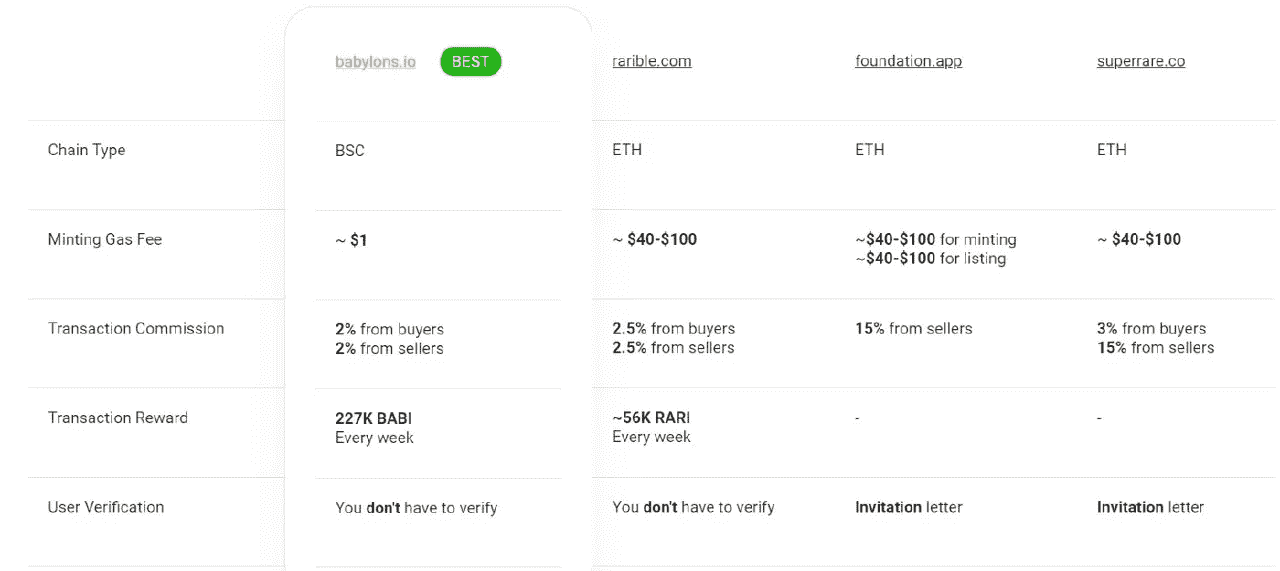 babylons.io BEST rarible.com foundation.app superrare.co
Chain Type BSC ETH ETH ETH
Minting Gas Fee ~ $1 ~ $40-$100 ~$40-$100 for minting ~ $40-$100
~$40-$100 for listing
Transaction Commission 2% from buyers 2.5% from buyers 15% from sellers 3% from buyers
2% from sellers 2.5% from sellers 15% from sellers
Transaction Reward 227K BABI ~56K RARI - -
Every week Every week
User Verification You don't have to verify You don't have to verify Invitation letter Invitation letter